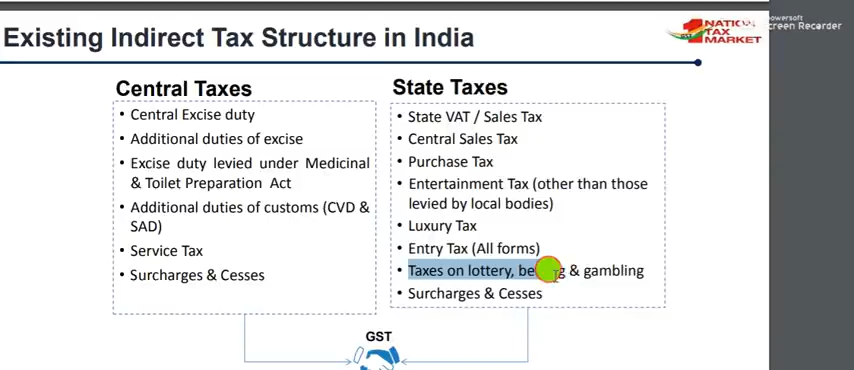 Existing Indirect Tax Structure in India
1 NATION
TAX
MARKET
GST
Screen Recorder
Central Taxes
• Central Excise duty
• Additional duties of excise
• Excise duty levied under Medicinal
& Toilet Preparation Act
• Additional duties of customs (CVD &
SAD)
• Service Tax
• Surcharges & Cesses
State Taxes
• State VAT / Sales Tax
• Central Sales Tax
• Purchase Tax
• Entertainment Tax (other than those
levied by local bodies)
• Luxury Tax
• Entry Tax (All forms)
• Taxes on lottery, & gambling
• Surcharges & Cesses
GST